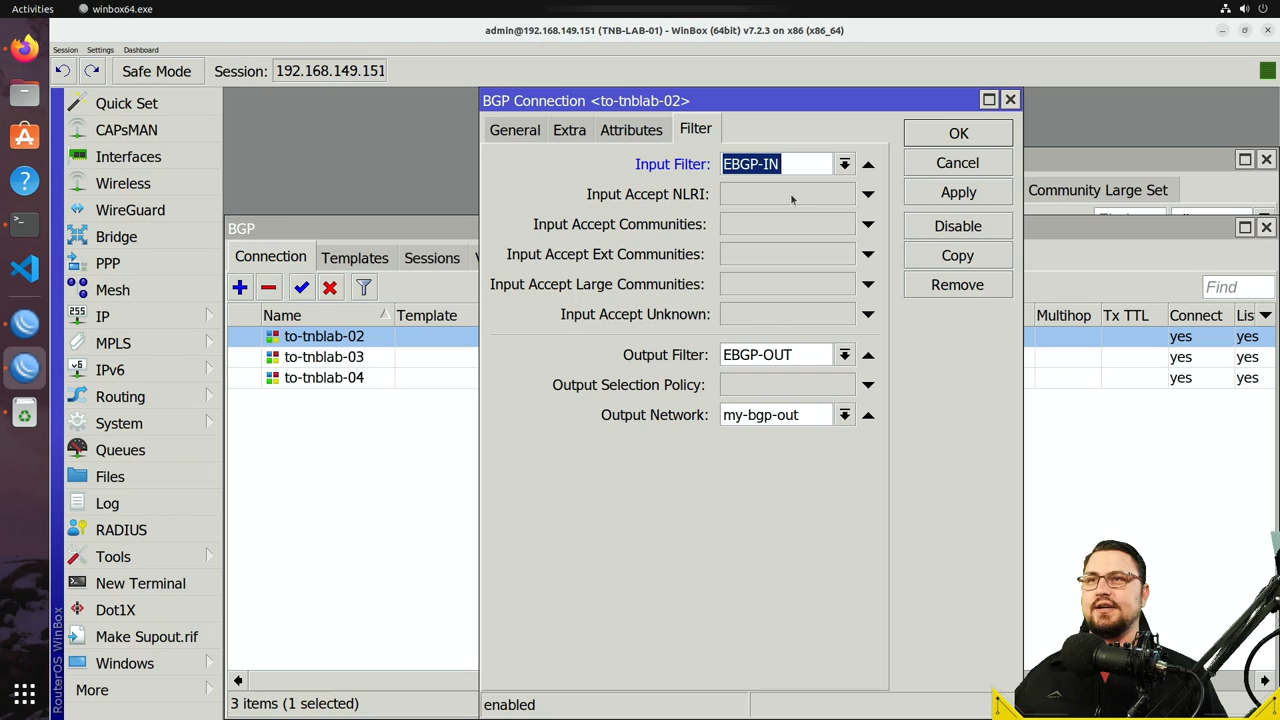 Activities
winbox64.exe
admin@192.168.149.151 (TNB-LAB-01) - WinBox (64bit) v7.2.3 on x86 (x86_64)
Session Settings Dashboard
Safe Mode
Session: 192.168.149.151
Quick Set
CAPsMAN
Interfaces
Wireless
WireGuard
Bridge
PPP
Mesh
IP
MPLS
IPv6
Routing
System
Queues
Files
Log
RADIUS
Tools
New Terminal
Dot1X
Make Supout.rif
Windows
More
RouterOS WinBox
BGP
Connection Templates Sessions
Name Template
to-tnblab-02
to-tnblab-03
to-tnblab-04
3 items (1 selected)
BGP Connection <to-tnblab-02>
General Extra Attributes Filter
Input Filter: EBGP-IN
Input Accept NLRI:
Input Accept Communities:
Input Accept Ext Communities:
Input Accept Large Communities:
Input Accept Unknown:
Output Filter: EBGP-OUT
Output Selection Policy:
Output Network: my-bgp-out
enabled
OK
Cancel
Apply
Disable
Copy
Remove
Community Large Set
Find
Multihop Tx TTL Connect Lis
yes yes
yes yes
yes yes